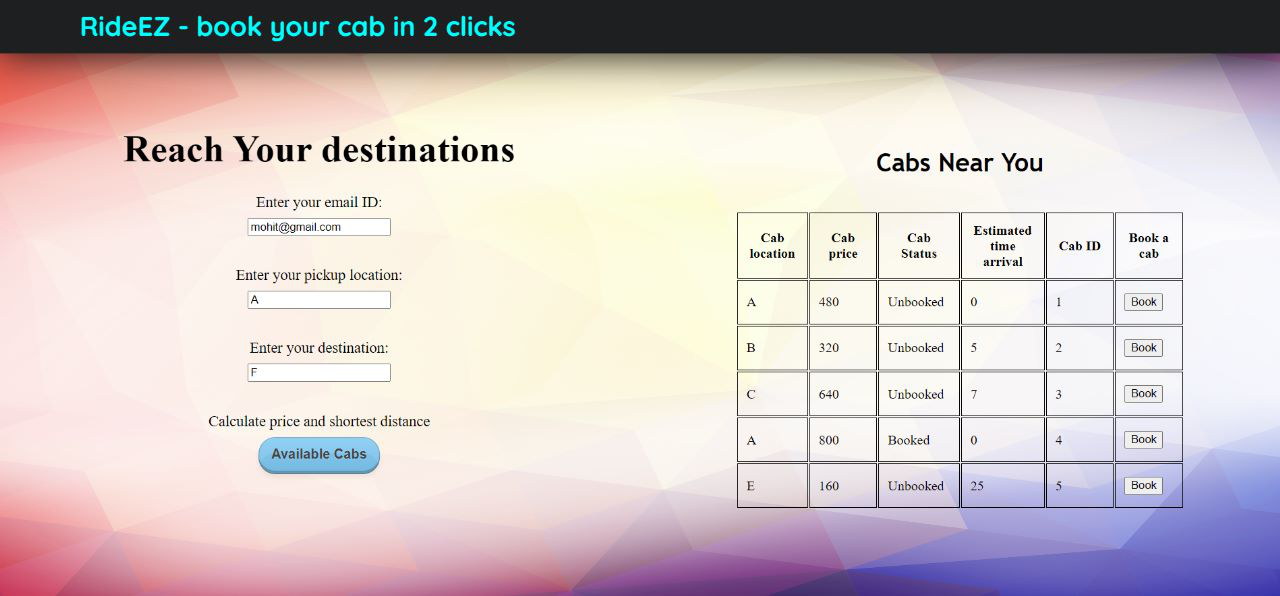 RideEZ - book your cab in 2 clicks
Reach Your destinations
Enter your email ID:
mohit@gmail.com
Enter your pickup location:
A
Enter your destination:
F
Calculate price and shortest distance
Available Cabs
Cabs Near You
Cab location Cab price Cab Status Estimated time arrival Cab ID Book a cab
A 480 Unbooked 0 1 Book
B 320 Unbooked 5 2 Book
C 640 Unbooked 7 3 Book
A 800 Booked 0 4 Book
E 160 Unbooked 25 5 Book